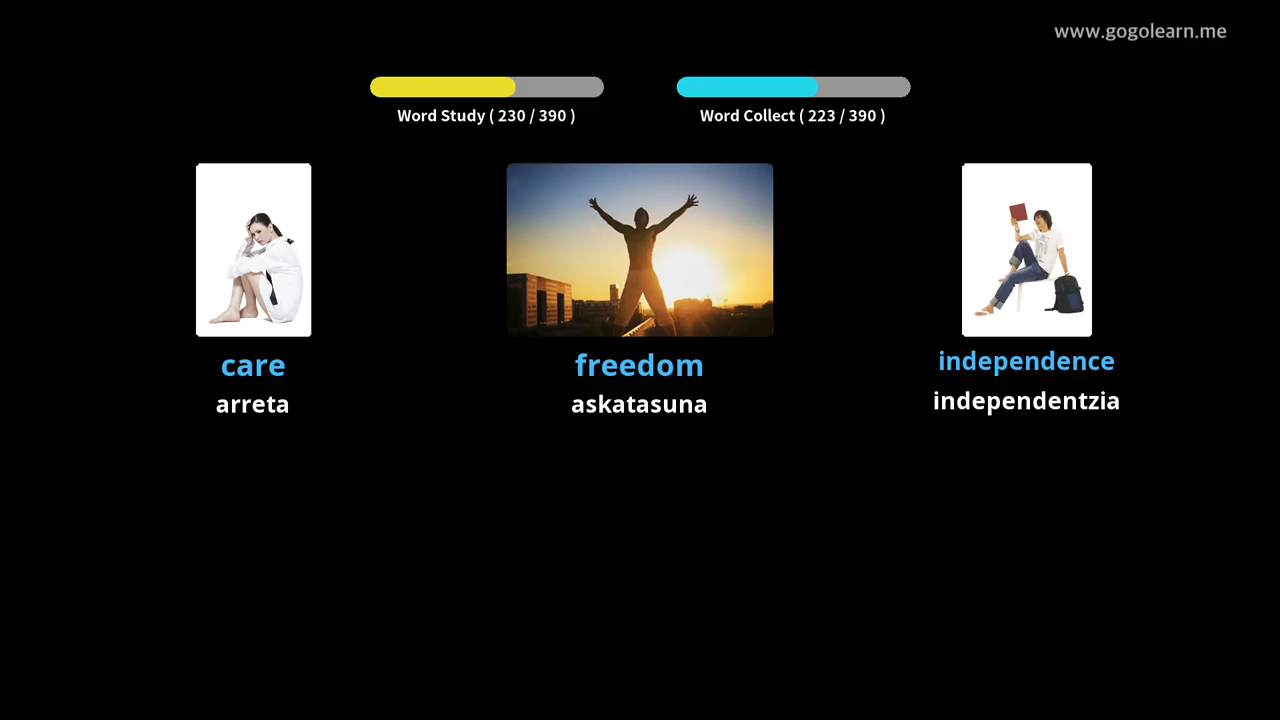 www.gogolearn.me
Word Study ( 230 / 390 )
Word Collect ( 223 / 390 )
care
arreta
freedom
askatasuna
independence
independentzia